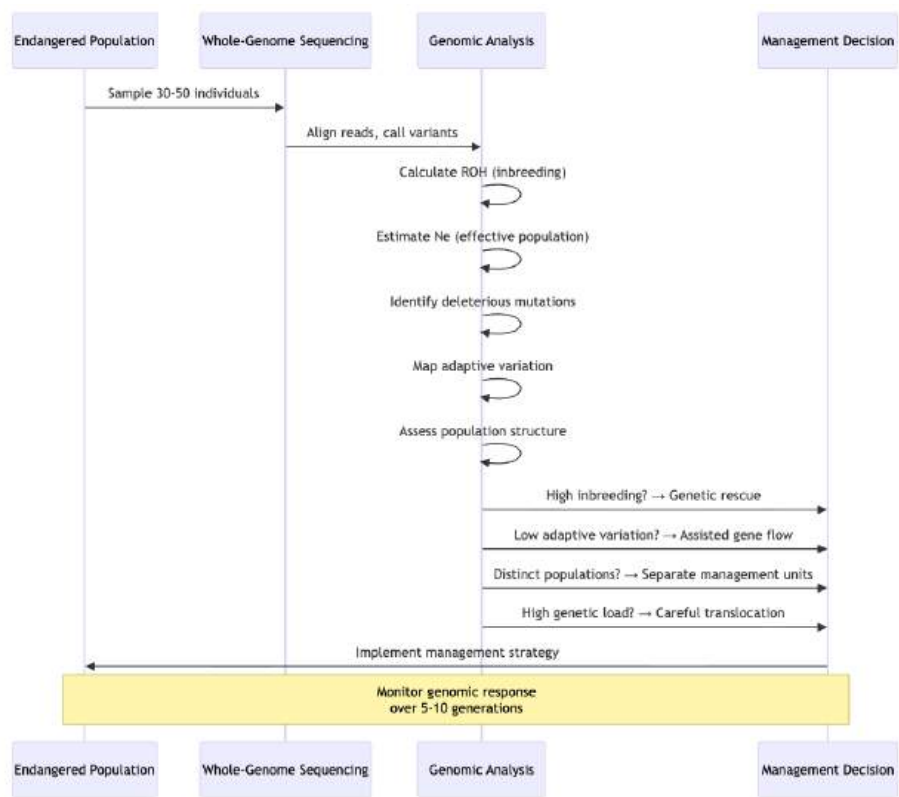 Endangered Population
Whole-Genome Sequencing
Genomic Analysis
Management Decision
Sample 30-50 individuals
Align reads, call variants
Calculate ROH (inbreeding)
Estimate Ne (effective population)
Identify deleterious mutations
Map adaptive variation
Assess population structure
High inbreeding? → Genetic rescue
Low adaptive variation? → Assisted gene flow
Distinct populations? → Separate management units
High genetic load? → Careful translocation
Implement management strategy
Monitor genomic response
over 5-10 generations
Endangered Population
Whole-Genome Sequencing
Genomic Analysis
Management Decision